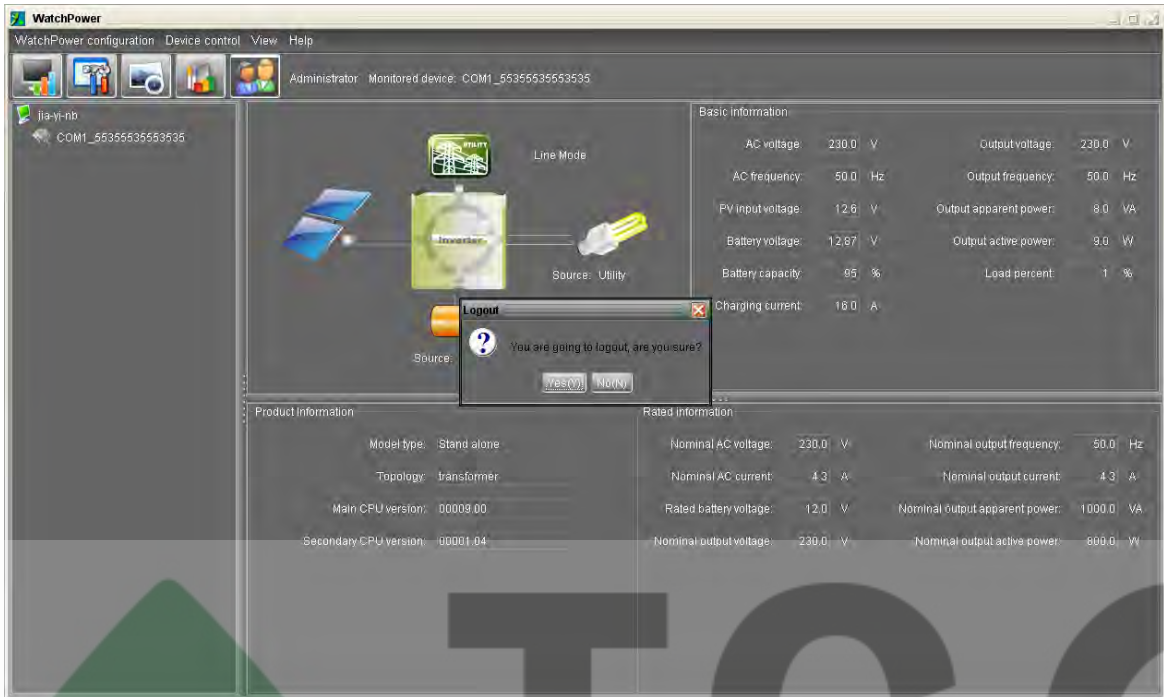 WatchPower
WatchPower configuration Device control View Help
Administrator Monitored device: COM1_55355535553535
jia-yi-nb
COM1_55355535553535
UTILITY
Line Mode
Inverter
Source: Utility
Source:
Basic information
AC voltage: 230.0 V Output voltage: 230.0 V
AC frequency: 50.0 Hz Output frequency: 50.0 Hz
PV input voltage: 12.6 V Output apparent power: 8.0 VA
Battery voltage: 12.87 V Output active power: 9.0 W
Battery capacity: 95 % Load percent: 1 %
Charging current: 16.0 A
Logout
You are going to logout, are you sure?
Yes(Y) No(N)
Product Information
Model type: Stand alone
Topology: transformer
Main CPU version: 00009.00
Secondary CPU version: 00001.04
Rated information
Nominal AC voltage: 230.0 V Nominal output frequency: 50.0 Hz
Nominal AC current: 4.3 A Nominal output current: 4.3 A
Rated battery voltage: 12.0 V Nominal output apparent power: 1000.0 VA
Nominal output voltage: 230.0 V Nominal output active power: 800.0 W